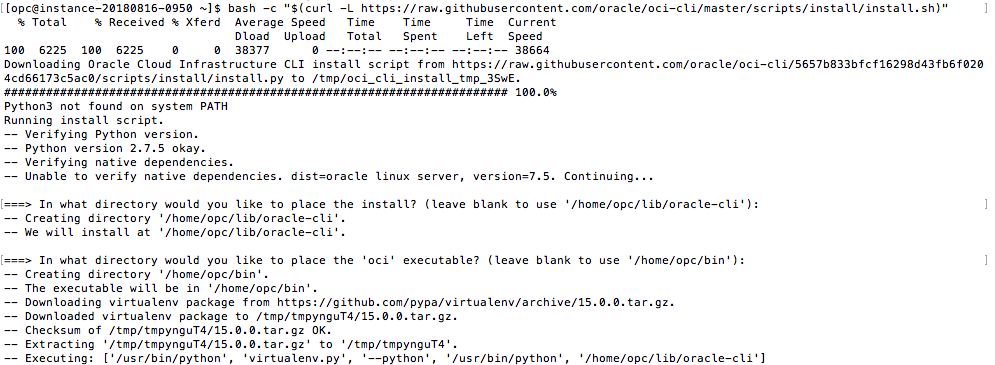 [[opc@instance-20180816-0950 ~]$ bash -c "$(curl -L https://raw.githubusercontent.com/oracle/oci-cli/master/scripts/install/install.sh)" ]
  % Total    % Received % Xferd  Average Speed   Time    Time     Time  Current
                                 Dload  Upload   Total   Spent    Left  Speed
100  6225  100  6225    0     0  38377      0 --:--:-- --:--:-- --:--:-- 38664
Downloading Oracle Cloud Infrastructure CLI install script from https://raw.githubusercontent.com/oracle/oci-cli/5657b833bfcf16298d43fb6f020
4cd66173c5ac0/scripts/install/install.py to /tmp/oci_cli_install_tmp_3SwE.
######################################################################## 100.0%
Python3 not found on system PATH
Running install script.
-- Verifying Python version.
-- Python version 2.7.5 okay.
-- Verifying native dependencies.
-- Unable to verify native dependencies. dist=oracle linux server, version=7.5. Continuing...
[===> In what directory would you like to place the install? (leave blank to use '/home/opc/lib/oracle-cli'): ]
-- Creating directory '/home/opc/lib/oracle-cli'.
-- We will install at '/home/opc/lib/oracle-cli'.
[===> In what directory would you like to place the 'oci' executable? (leave blank to use '/home/opc/bin'): ]
-- Creating directory '/home/opc/bin'.
-- The executable will be in '/home/opc/bin'.
-- Downloading virtualenv package from https://github.com/pypa/virtualenv/archive/15.0.0.tar.gz.
-- Downloaded virtualenv package to /tmp/tmpynguT4/15.0.0.tar.gz.
-- Checksum of /tmp/tmpynguT4/15.0.0.tar.gz OK.
-- Extracting '/tmp/tmpynguT4/15.0.0.tar.gz' to '/tmp/tmpynguT4'.
-- Executing: ['/usr/bin/python', 'virtualenv.py', '--python', '/usr/bin/python', '/home/opc/lib/oracle-cli']